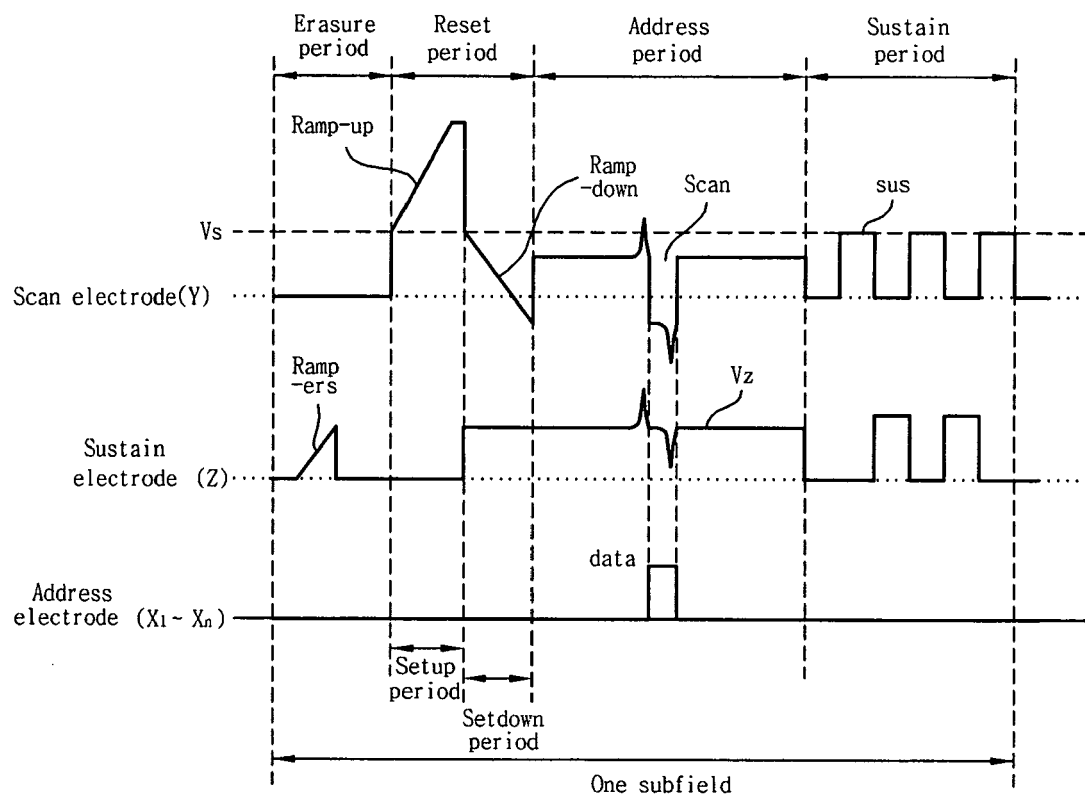 Erasure period
Reset period
Address period
Sustain period
Ramp-up
Ramp -down
Scan
sus
Vs
Scan electrode(Y)
Ramp -ers
Vz
Sustain electrode (Z)
data
Address electrode (X1~Xn)
Setup period
Setdown period
One subfield